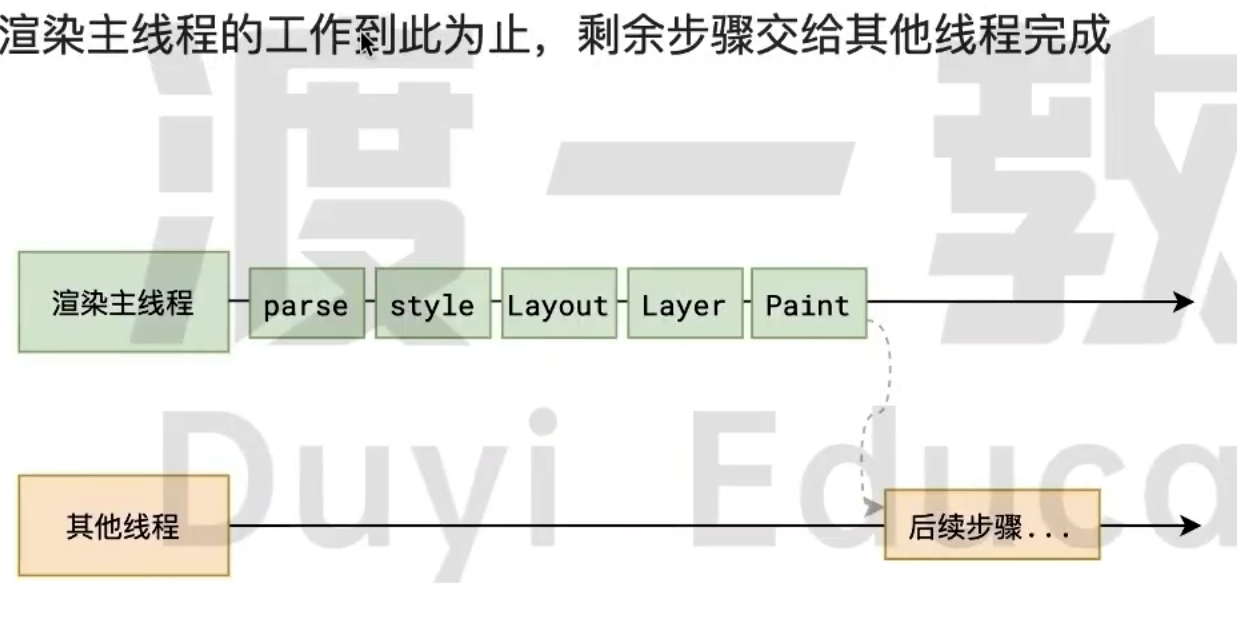 渲染主线程的工作到此为止，剩余步骤交给其他线程完成
渡一教
渲染主线程
parse
style
Layout
Layer
Paint
Duyi Educa
其他线程
后续步骤...